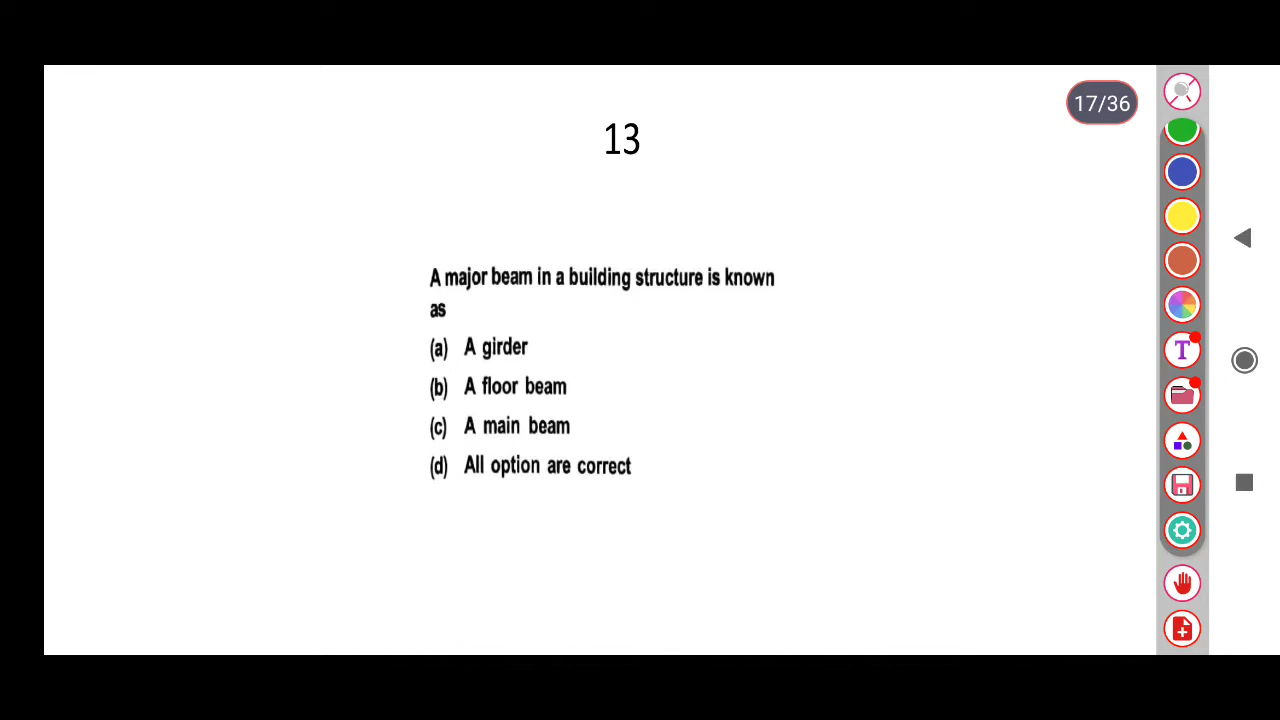 17/36
13
A major beam in a building structure is known
as
(a) A girder
(b) A floor beam
(c) A main beam
(d) All option are correct
T